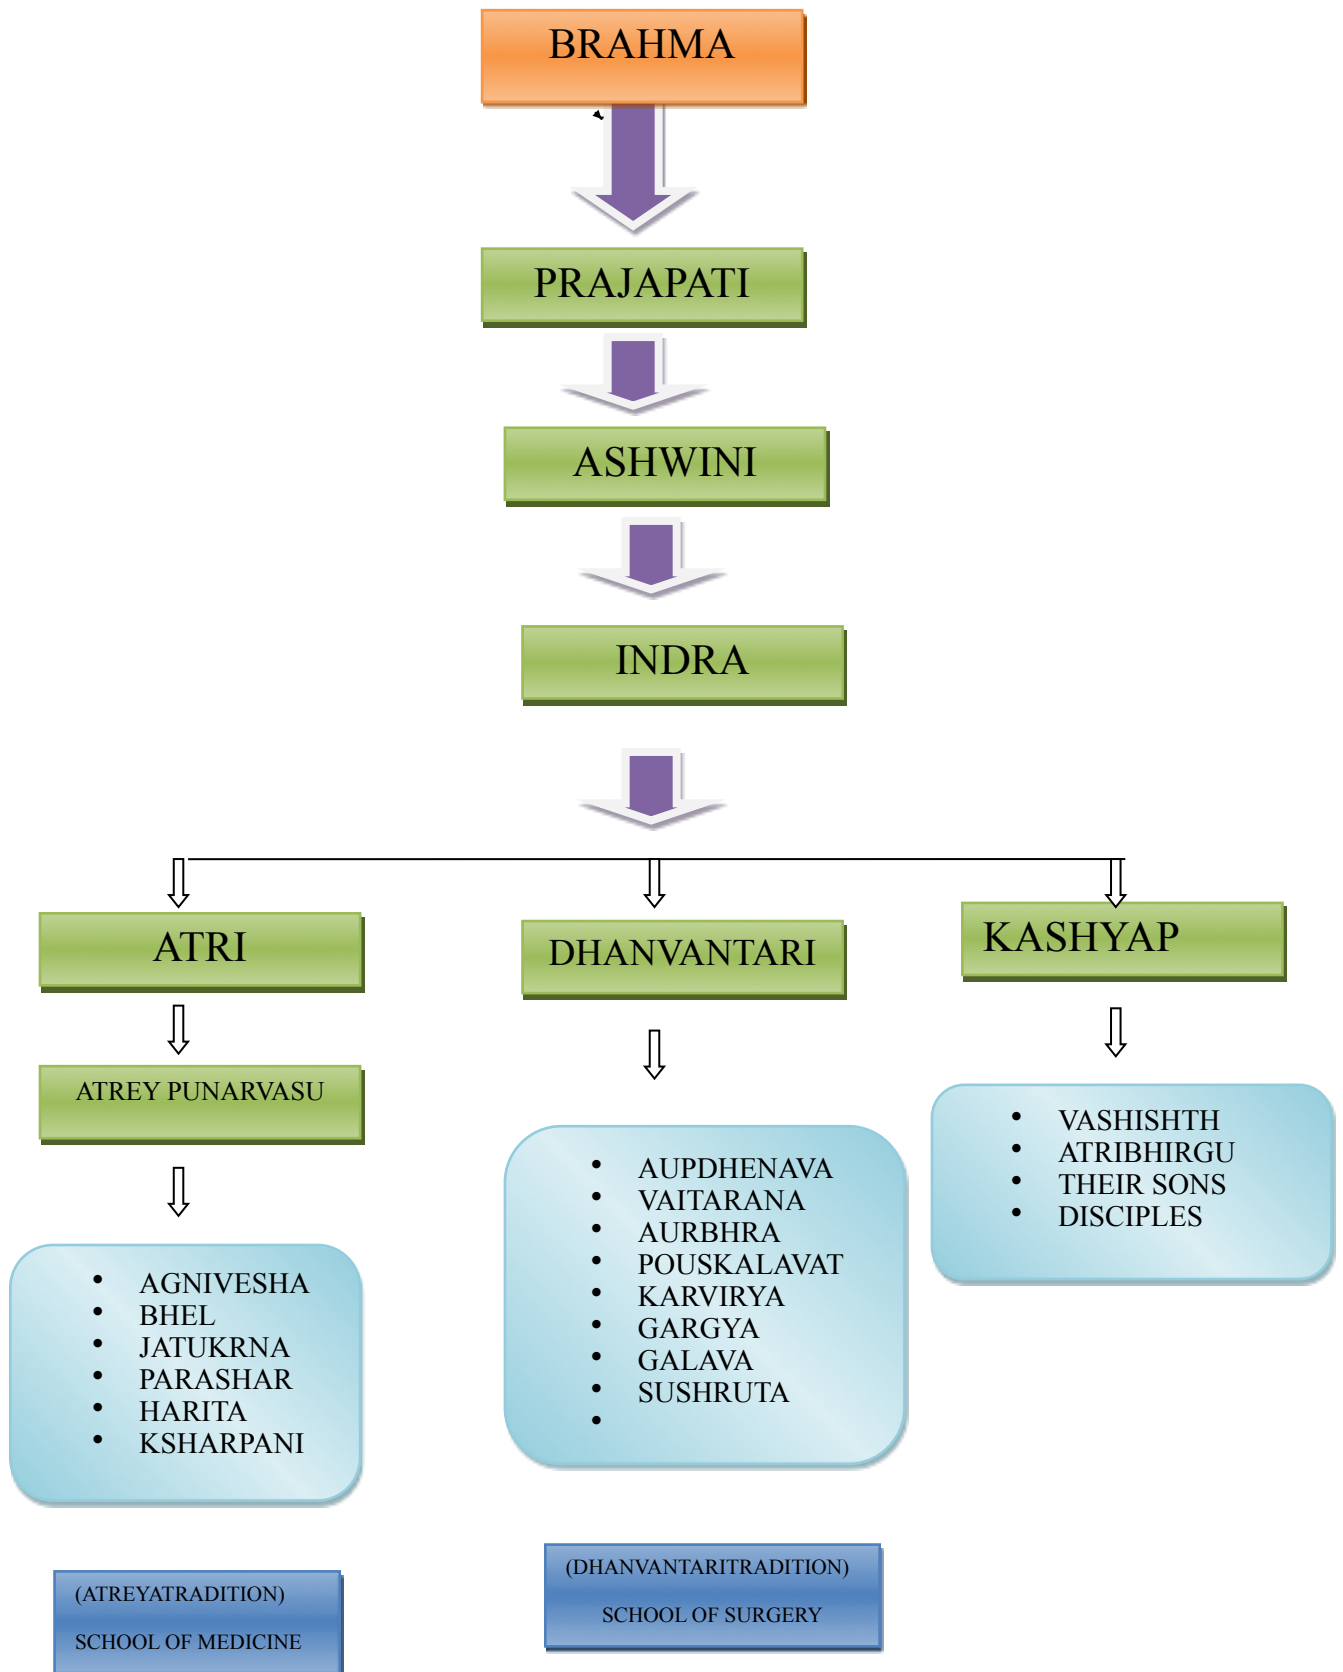 BRAHMA
PRAJAPATI
ASHWINI
INDRA
ATRI
DHANVANTARI
KASHYAP
ATREY PUNARVASU
• AGNIVESHA
• BHEL
• JATUKRNA
• PARASHAR
• HARITA
• KSHARPANI
• AUPDHENAVA
• VAITARANA
• AURBHRA
• POUSKALAVAT
• KARVIRYA
• GARGYA
• GALAVA
• SUSHRUTA
•
• VASHISHTH
• ATRIBHIRGU
• THEIR SONS
• DISCIPLES
(ATREYATRADITION)
SCHOOL OF MEDICINE
(DHANVANTARITRADITION)
SCHOOL OF SURGERY